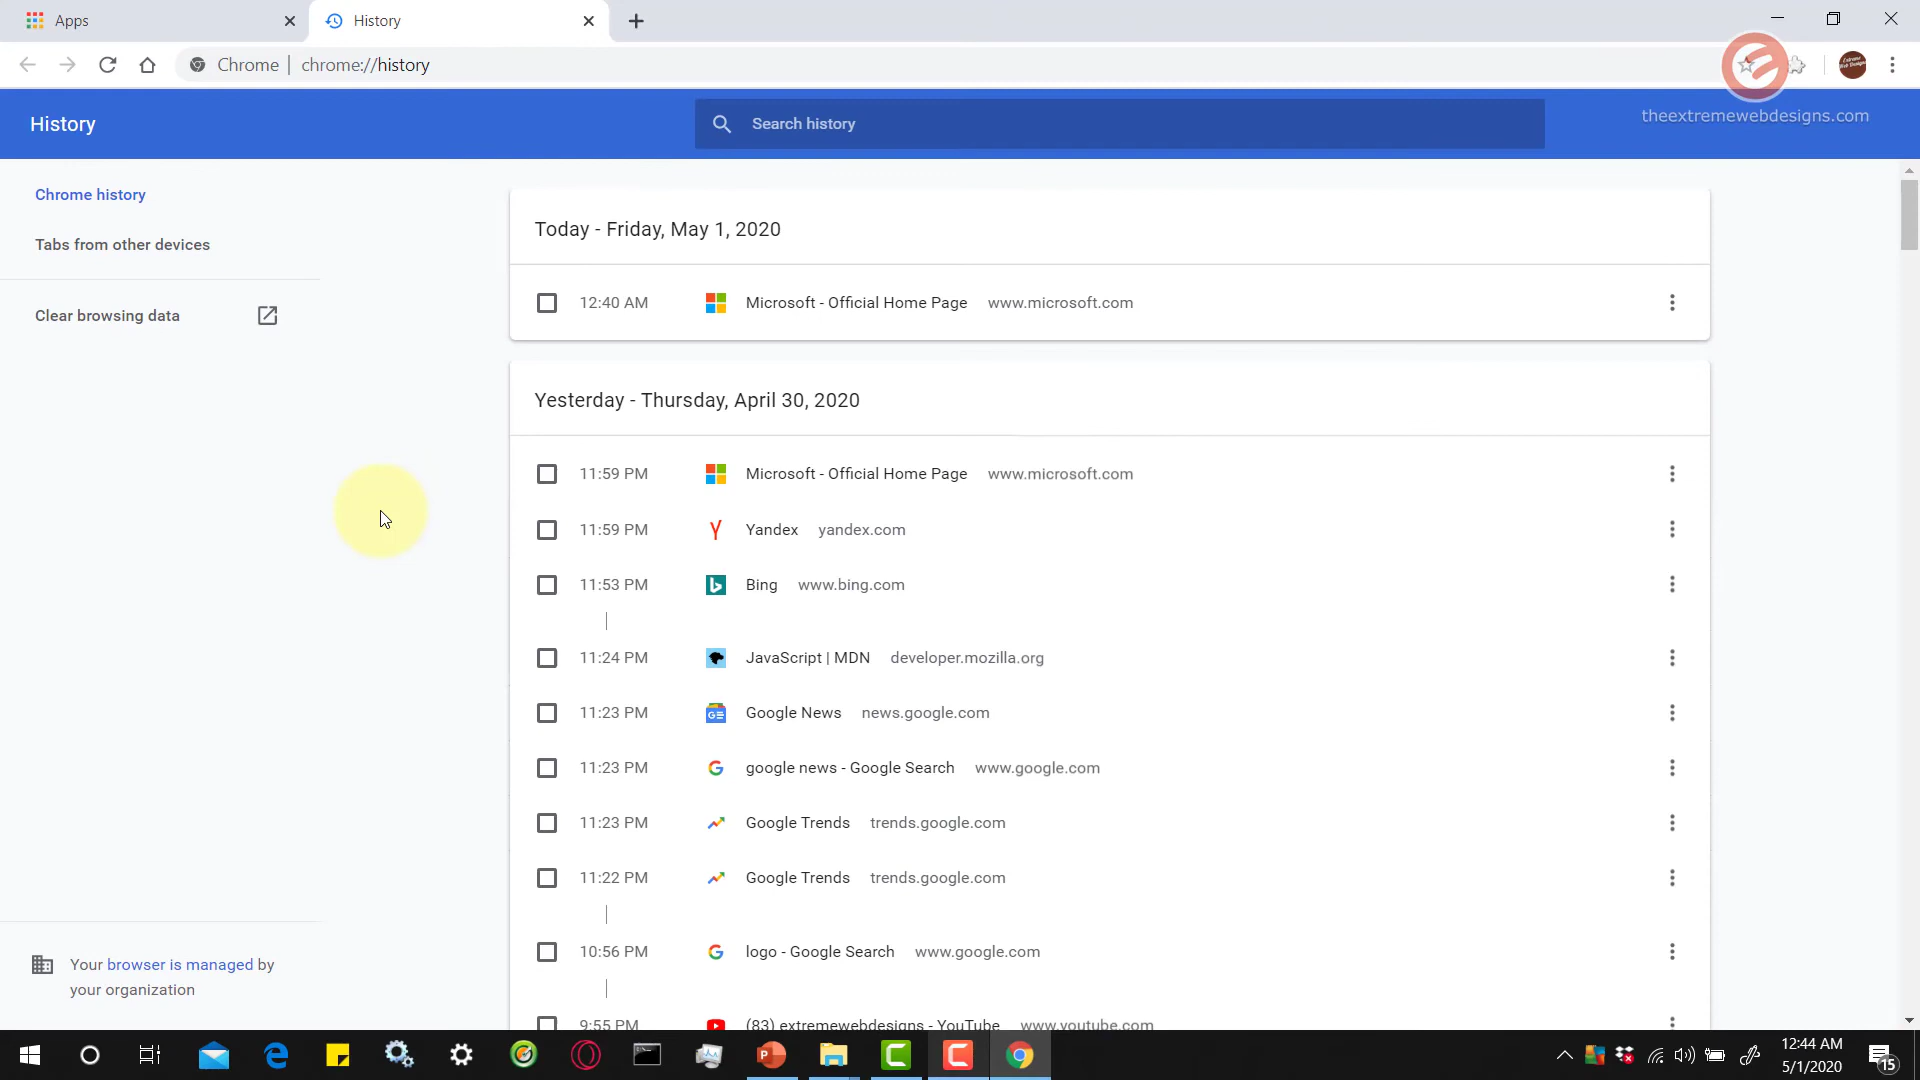 Apps
History
Chrome | chrome://history
theextremewebdesigns.com
History
Search history
Chrome history
Tabs from other devices
Clear browsing data
Today - Friday, May 1, 2020
12:40 AM Microsoft - Official Home Page www.microsoft.com
Yesterday - Thursday, April 30, 2020
11:59 PM Microsoft - Official Home Page www.microsoft.com
11:59 PM Yandex yandex.com
11:53 PM Bing www.bing.com
11:24 PM JavaScript | MDN developer.mozilla.org
11:23 PM Google News news.google.com
11:23 PM google news - Google Search www.google.com
11:23 PM Google Trends trends.google.com
11:22 PM Google Trends trends.google.com
10:56 PM logo - Google Search www.google.com
9:55 PM (83) extremewebdesigns - YouTube www.youtube.com
Your browser is managed by
your organization
12:44 AM
5/1/2020
15